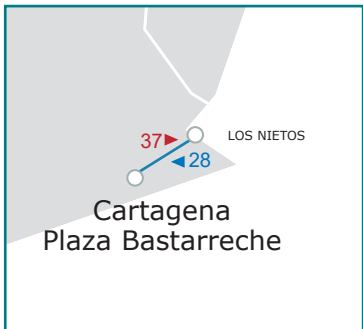 37►
LOS NIETOS
◄28
Cartagena
Plaza Bastarreche